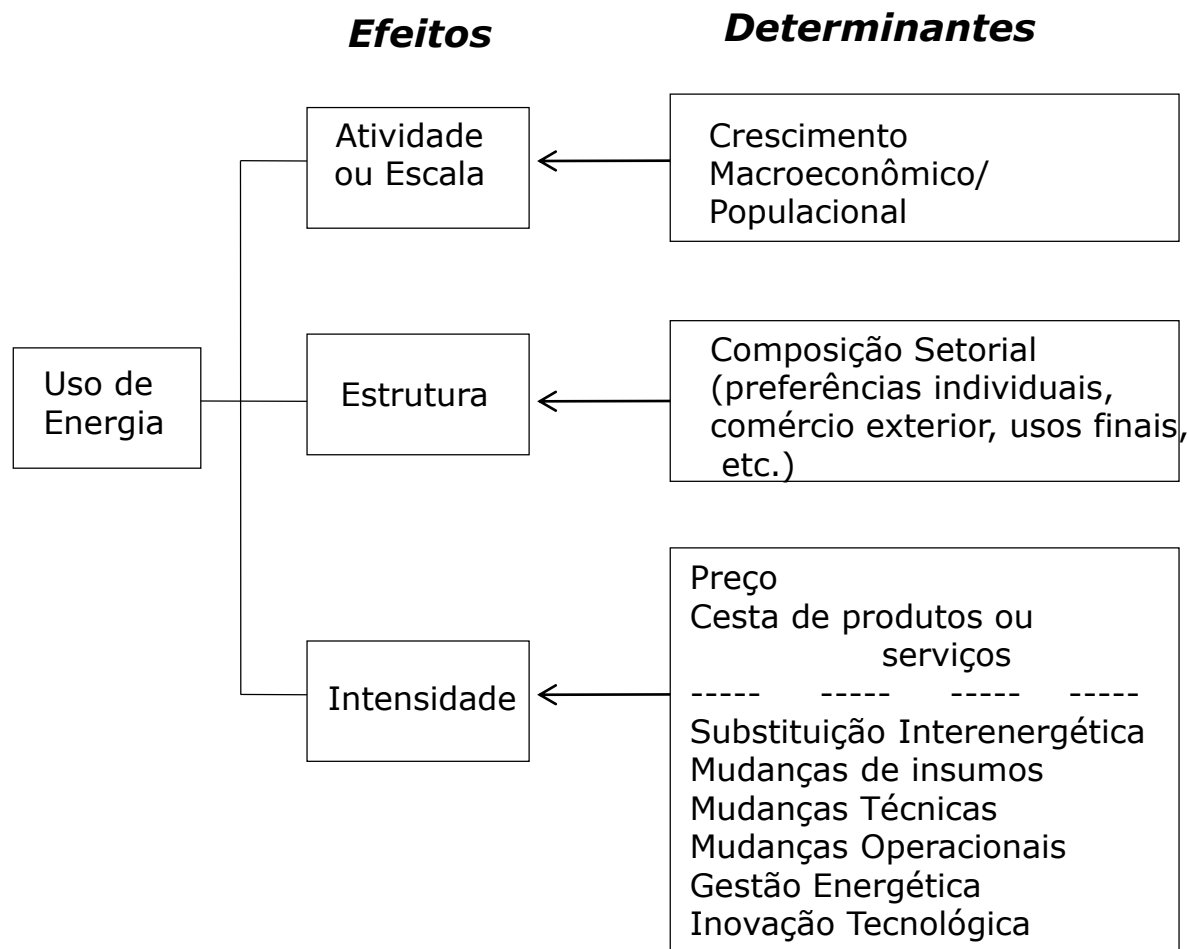 Efeitos
Determinantes
Atividade
ou Escala
Crescimento
Macroeconômico/
Populacional
Uso de
Energia
Estrutura
Composição Setorial
(preferências individuais,
comércio exterior, usos finais,
etc.)
Intensidade
Preço
Cesta de produtos ou
serviços
----- ----- ----- -----
Substituição Interenergética
Mudanças de insumos
Mudanças Técnicas
Mudanças Operacionais
Gestão Energética
Inovação Tecnológica